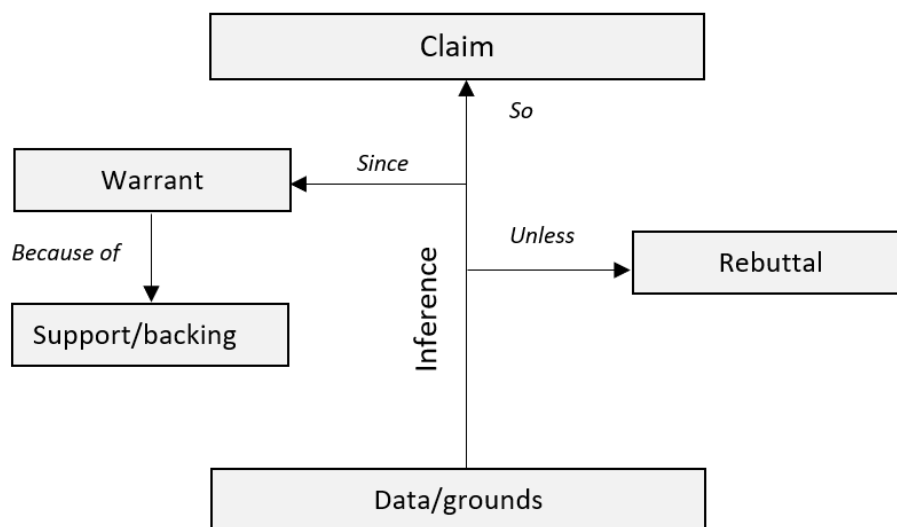 Claim
So
Since
Warrant
Unless
Because of
Rebuttal
Support/backing
Inference
Data/grounds